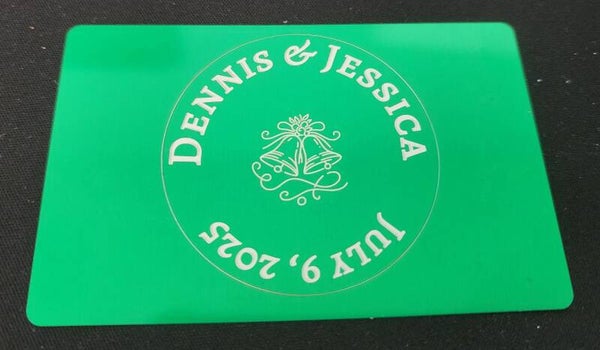 Dennis & Jessica
July 9, 2025